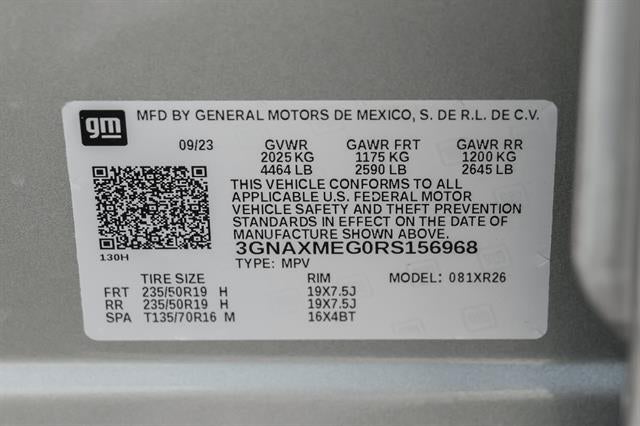 gm
MFD BY GENERAL MOTORS DE MEXICO, S. DE R.L. DE C.V.
09/23 GVWR GAWR FRT GAWR RR
2025 KG 1175 KG 1200 KG
4464 LB 2590 LB 2645 LB
THIS VEHICLE CONFORMS TO ALL
APPLICABLE U.S. FEDERAL MOTOR
VEHICLE SAFETY AND THEFT PREVENTION
STANDARDS IN EFFECT ON THE DATE OF
MANUFACTURE SHOWN ABOVE.
130H
3GNAXMEG0RS156968
TYPE: MPV MODEL: 081XR26
TIRE SIZE RIM
FRT 235/50R19 H 19X7.5J
RR 235/50R19 H 19X7.5J
SPA T135/70R16 M 16X4BT